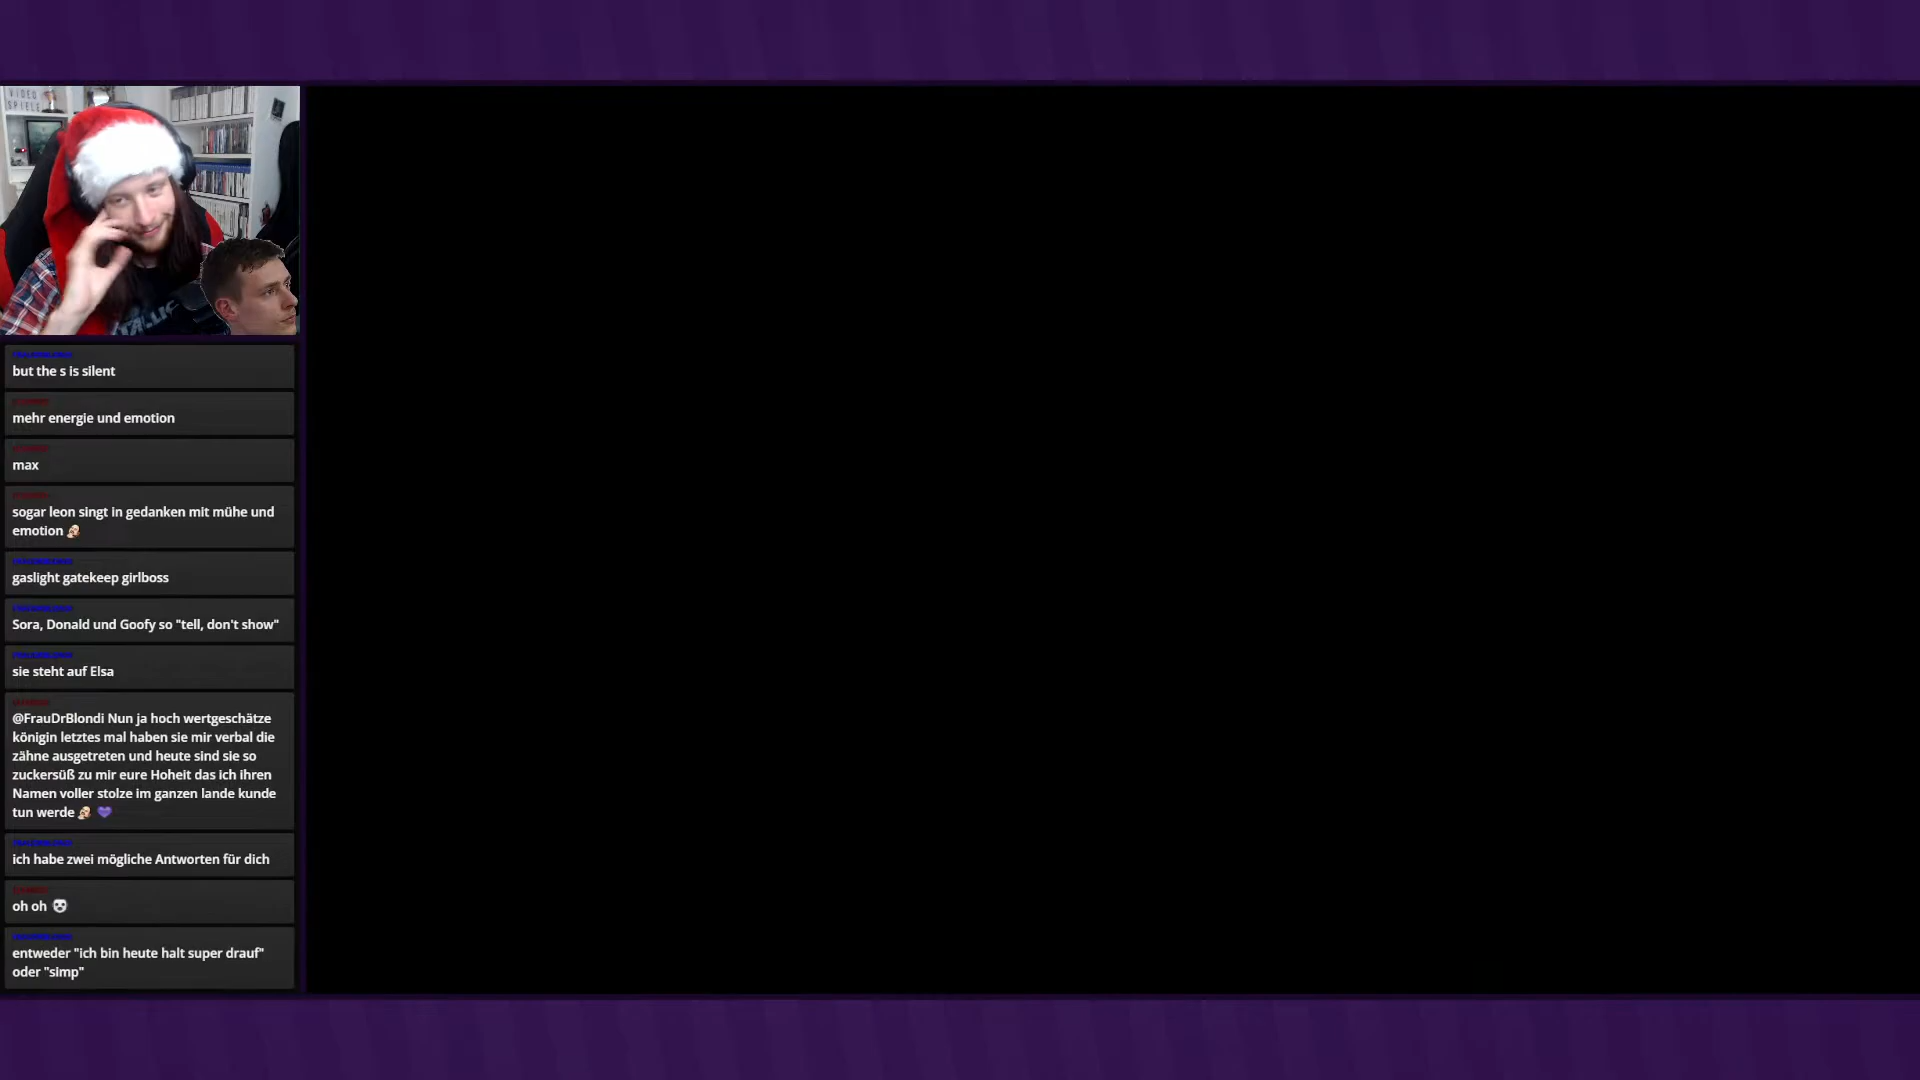 VIDEO
SPIELE
but the s is silent
mehr energie und emotion
max
sogar leon singt in gedanken mit mühe und
emotion
gaslight gatekeep girlboss
Sora, Donald und Goofy so "tell, don't show"
sie steht auf Elsa
@FrauDrBlondi Nun ja hoch wertgeschätze
königin letztes mal haben sie mir verbal die
zähne ausgetreten und heute sind sie so
zuckersüß zu mir eure Hoheit das ich ihren
Namen voller stolze im ganzen lande kunde
tun werde
ich habe zwei mögliche Antworten für dich
oh oh
entweder "ich bin heute halt super drauf"
oder "simp"